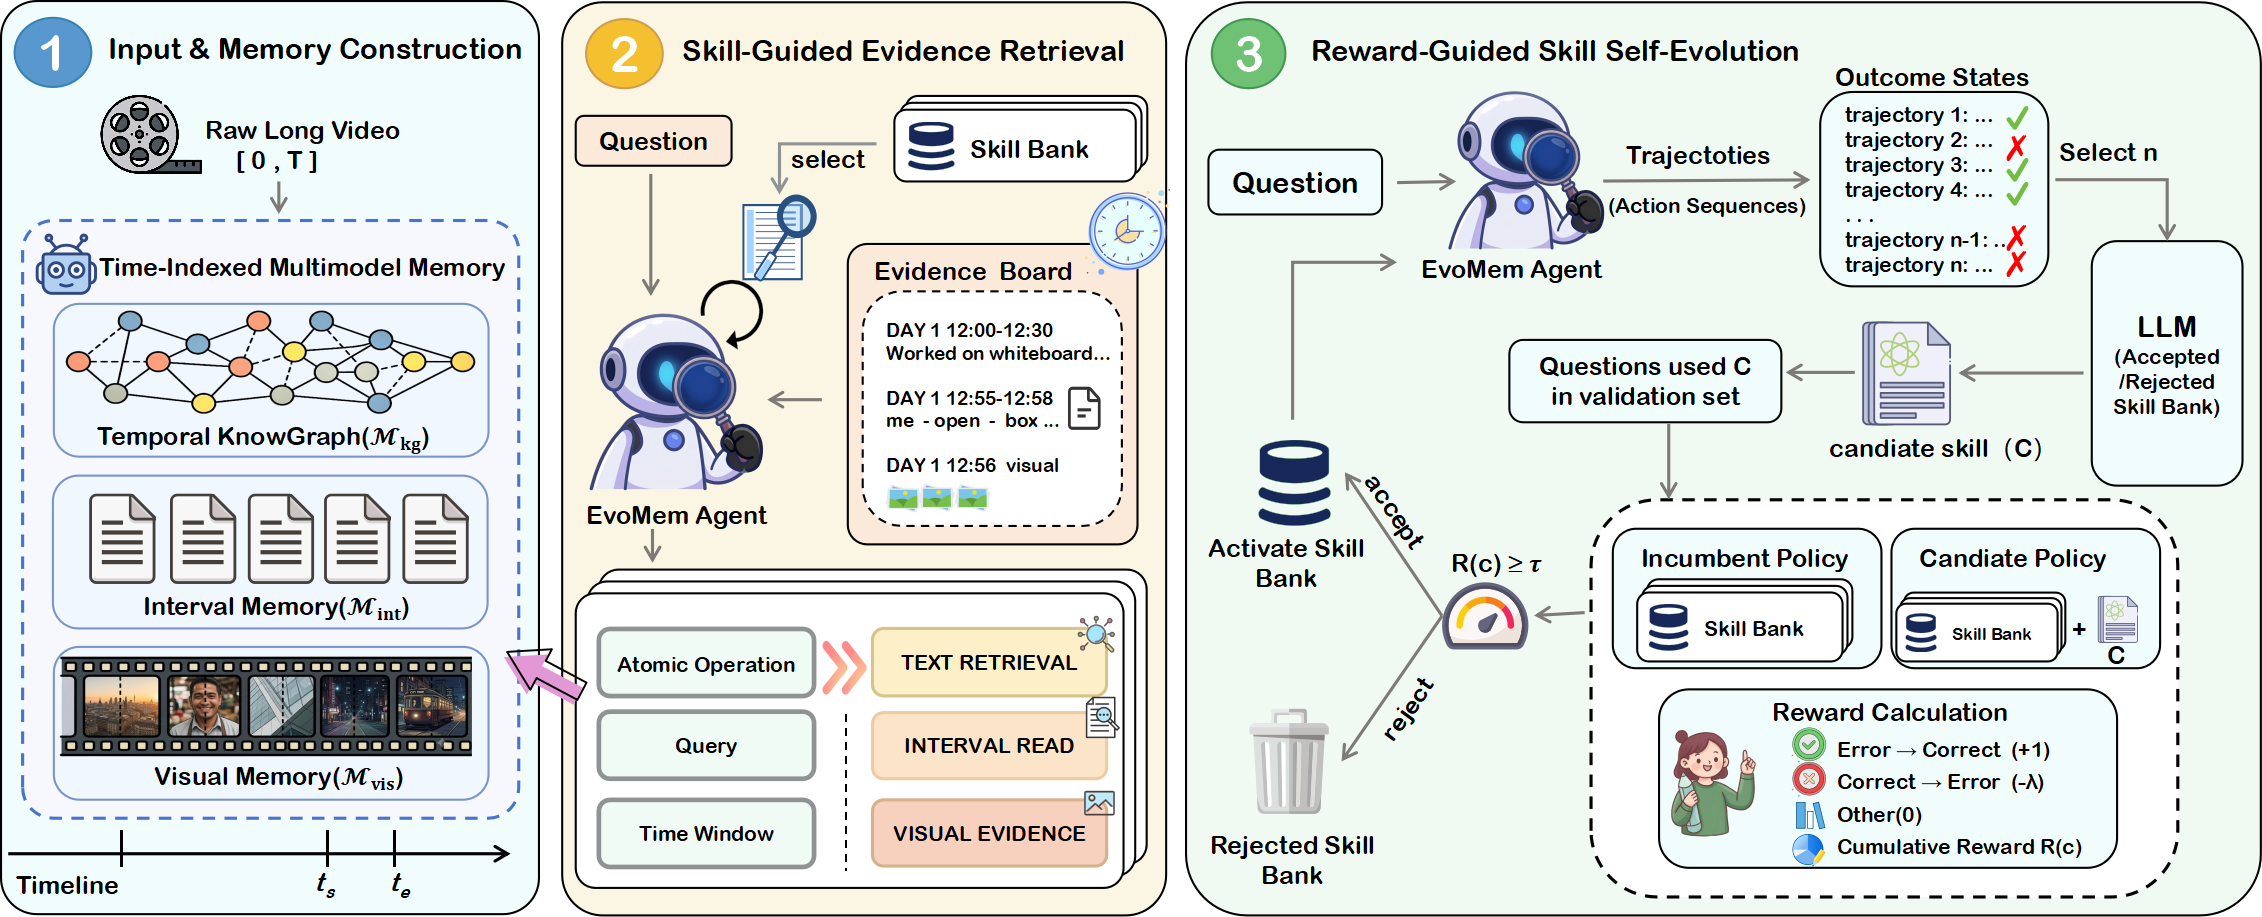 1 Input & Memory Construction
Raw Long Video
[ 0 , T ]
Time-Indexed Multimodel Memory
Temporal KnowGraph(ℳkg)
Interval Memory(ℳint)
Visual Memory(ℳvis)
Timeline
ts
te
2 Skill-Guided Evidence Retrieval
Question
select
Skill Bank
Evidence Board
DAY 1 12:00-12:30
Worked on whiteboard...
DAY 1 12:55-12:58
me - open - box ...
DAY 1 12:56 visual
EvoMem Agent
Atomic Operation
TEXT RETRIEVAL
Query
INTERVAL READ
Time Window
VISUAL EVIDENCE
3 Reward-Guided Skill Self-Evolution
Question
EvoMem Agent
Trajectoties
(Action Sequences)
Outcome States
trajectory 1: ... ✓
trajectory 2: ... ✗
trajectory 3: ... ✓
trajectory 4: ... ✓
. . .
trajectory n-1: .. ✗
trajectory n: ... ✗
Select n
LLM
(Accepted
/Rejected
Skill Bank)
candiate skill (C)
Questions used C
in validation set
Incumbent Policy
Skill Bank
Candiate Policy
Skill Bank
+
C
Reward Calculation
Error → Correct (+1)
Correct → Error (-λ)
Other(0)
Cumulative Reward R(c)
R(c) ≥ τ
accept
reject
Activate Skill
Bank
Rejected Skill
Bank